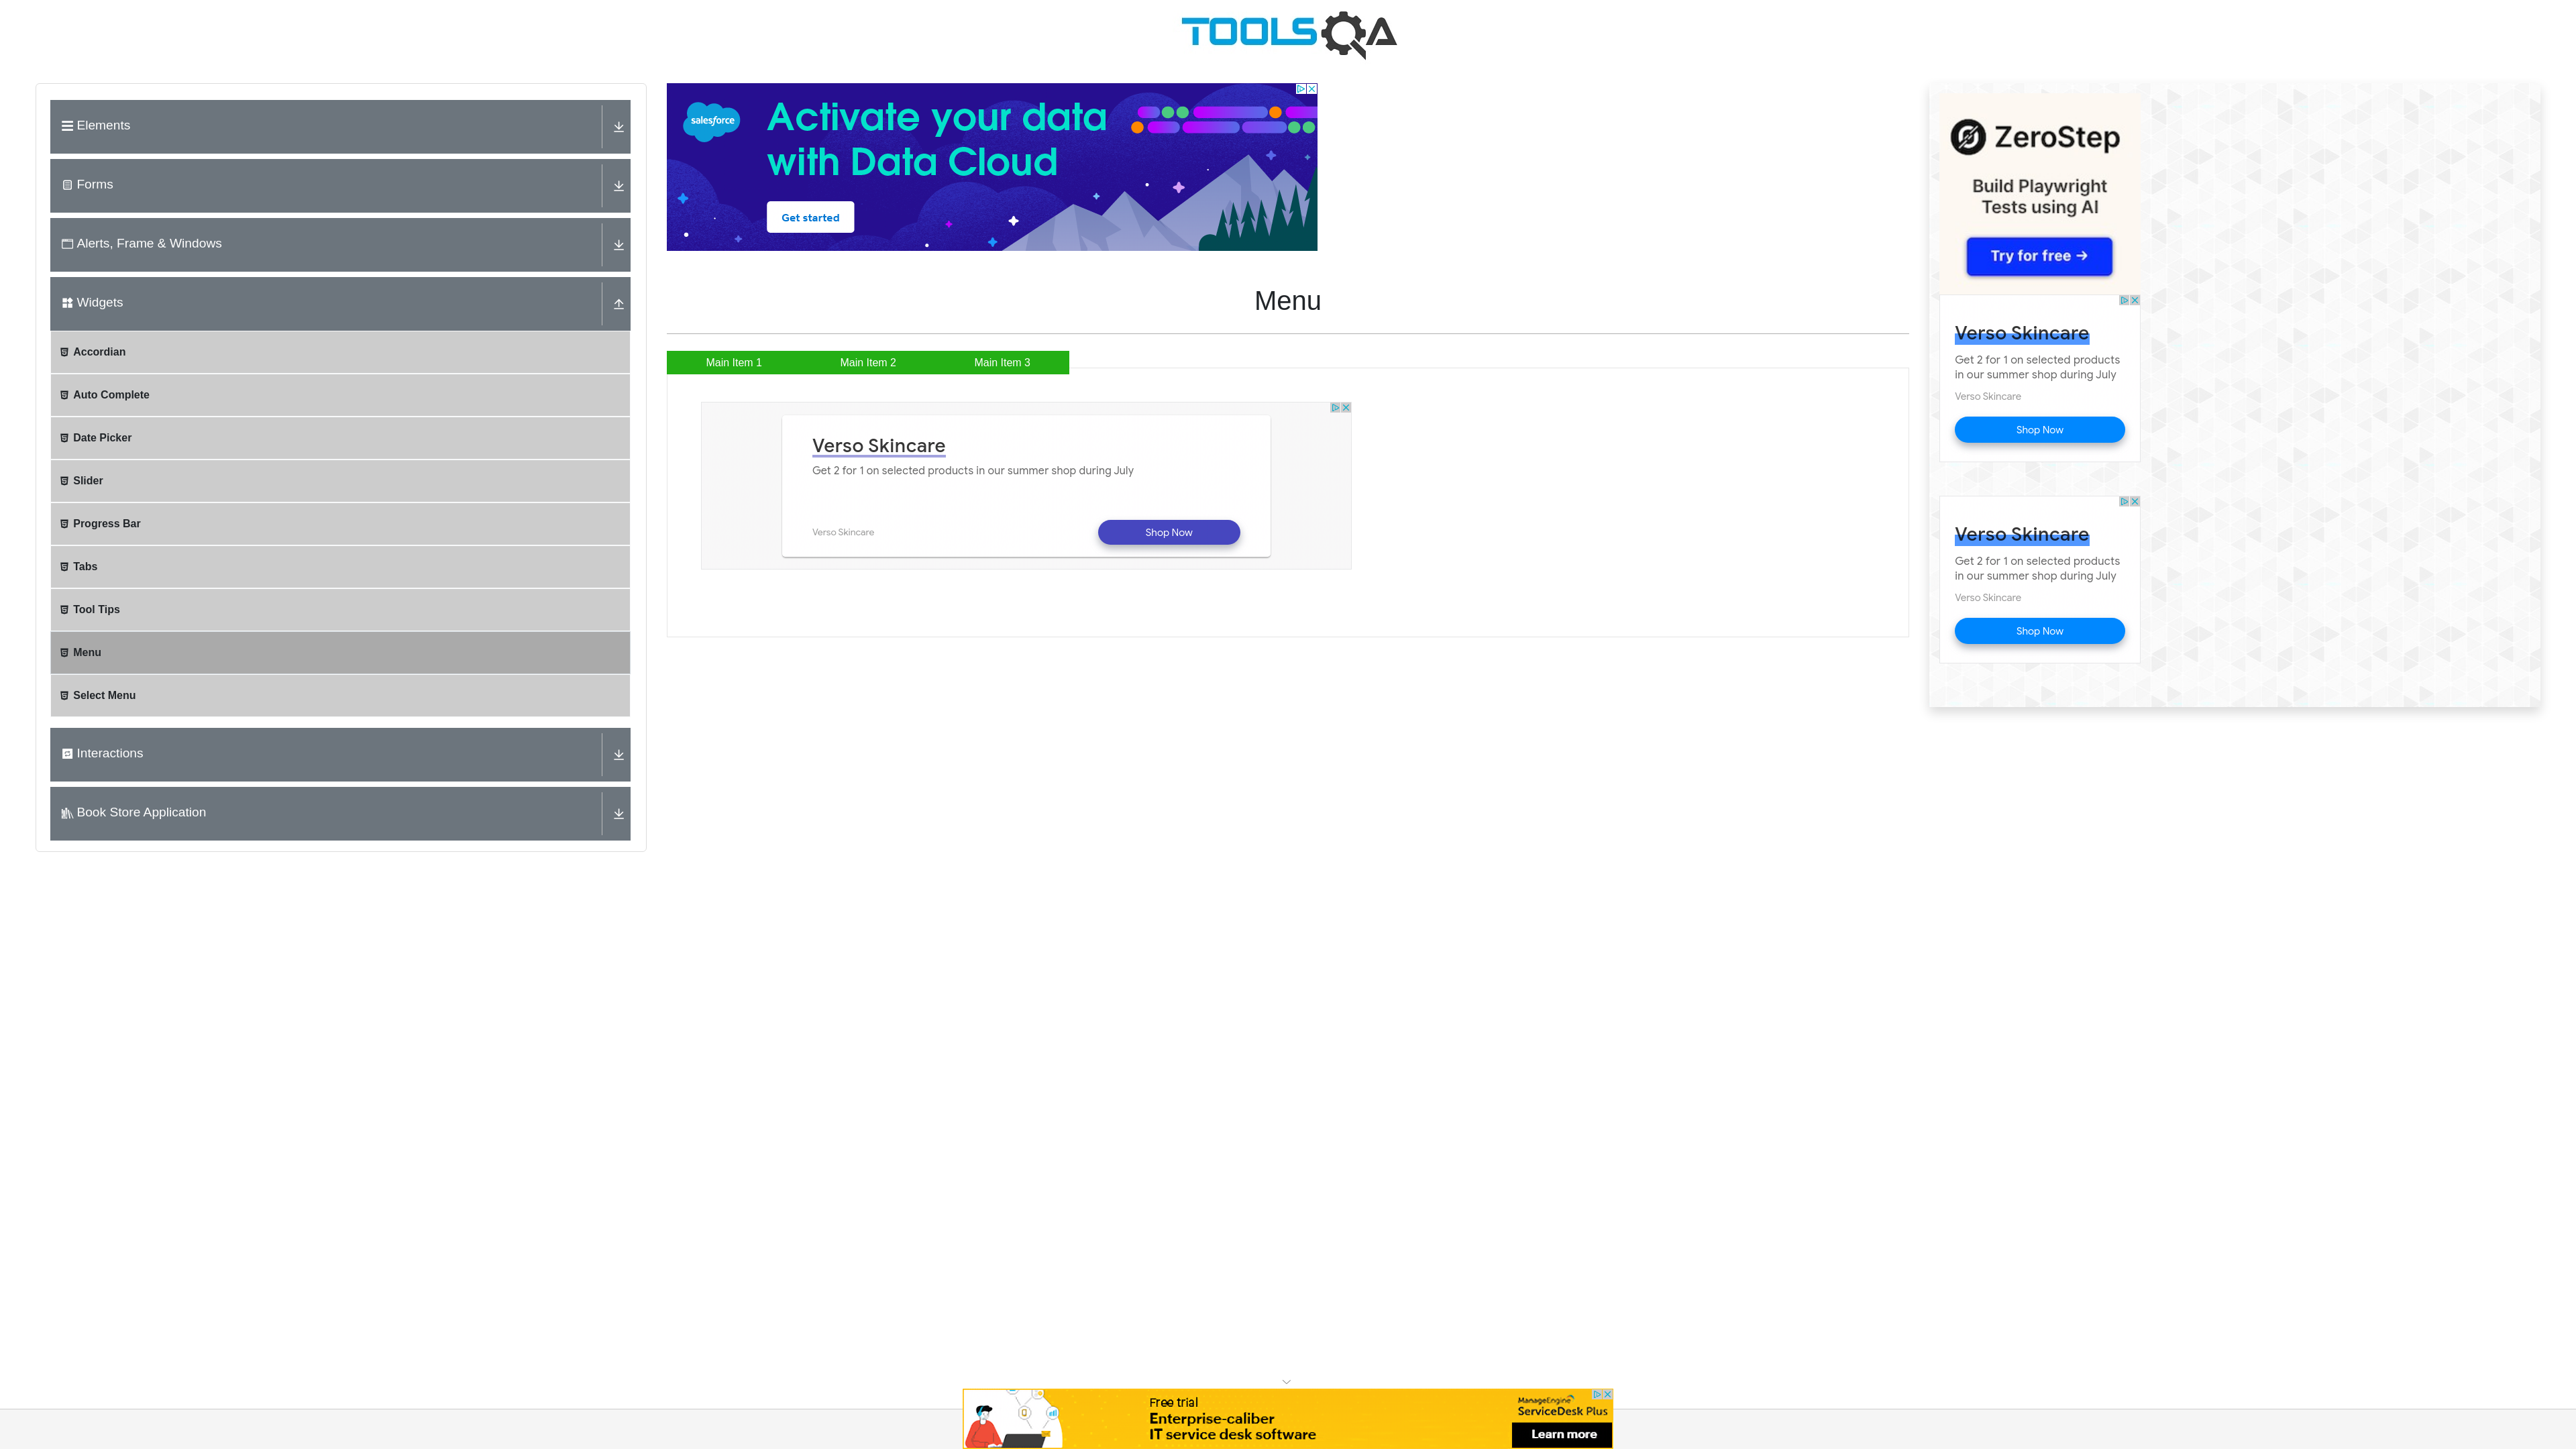 TOOLSQA
Elements
Forms
Alerts, Frame & Windows
Widgets
Accordian
Auto Complete
Date Picker
Slider
Progress Bar
Tabs
Tool Tips
Menu
Select Menu
Interactions
Book Store Application
salesforce
Activate your data
with Data Cloud
Get started
Menu
Main Item 1
Main Item 2
Main Item 3
Verso Skincare
Get 2 for 1 on selected products in our summer shop during July
Verso Skincare
Shop Now
ZeroStep
Build Playwright
Tests using AI
Try for free →
Verso Skincare
Get 2 for 1 on selected products
in our summer shop during July
Verso Skincare
Shop Now
Verso Skincare
Get 2 for 1 on selected products
in our summer shop during July
Verso Skincare
Shop Now
Free trial
Enterprise-caliber
IT service desk software
ManageEngine
ServiceDesk Plus
Learn more